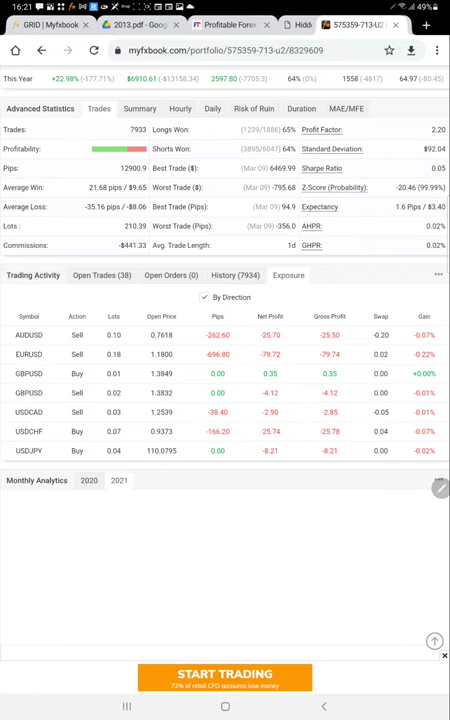 16:21 49%
GRID | Myfxbook 2013.pdf - Goog Profitable Forex Hidde 575359-713-U2 |
myfxbook.com/portfolio/575359-713-u2/8329609
This Year +22.98% (-177.71%) $6910.61 (-$13158.34) 2597.80 (-7705.3) 64% (0%) 1558 (-4817) 64.97 (-80.45)
Advanced Statistics Trades Summary Hourly Daily Risk of Ruin Duration MAE/MFE
Trades: 7933 Longs Won: (1239/1886) 65% Profit Factor: 2.20
Profitability: Shorts Won: (3895/6047) 64% Standard Deviation: $92.04
Pips: 12900.9 Best Trade ($): (Mar 09) 6469.99 Sharpe Ratio 0.05
Average Win: 21.68 pips / $9.65 Worst Trade ($): (Mar 09) -795.68 Z-Score (Probability): -20.46 (99.99%)
Average Loss: -35.16 pips / -$8.06 Best Trade (Pips): (Mar 09) 94.9 Expectancy 1.6 Pips / $3.40
Lots : 210.39 Worst Trade (Pips): (Mar 09) -356.0 AHPR: 0.02%
Commissions: -$441.33 Avg. Trade Length: 1d GHPR: 0.02%
Trading Activity Open Trades (38) Open Orders (0) History (7934) Exposure
By Direction
Symbol Action Lots Open Price Pips Net Profit Gross Profit Swap Gain
AUDUSD Sell 0.10 0.7618 -262.60 -25.70 -25.50 -0.20 -0.07%
EURUSD Sell 0.18 1.1800 -696.80 -79.72 -79.74 0.02 -0.22%
GBPUSD Buy 0.01 1.3849 0.00 0.35 0.35 0.00 +0.00%
GBPUSD Sell 0.02 1.3832 0.00 -4.12 -4.12 0.00 -0.01%
USDCAD Sell 0.03 1.2539 -38.40 -2.90 -2.85 -0.05 -0.01%
USDCHF Buy 0.07 0.9373 -166.20 -25.74 -25.78 0.04 -0.07%
USDJPY Buy 0.04 110.0795 0.00 -8.21 -8.21 0.00 -0.02%
Monthly Analytics 2020 2021
START TRADING
72% of retail CFD accounts lose money